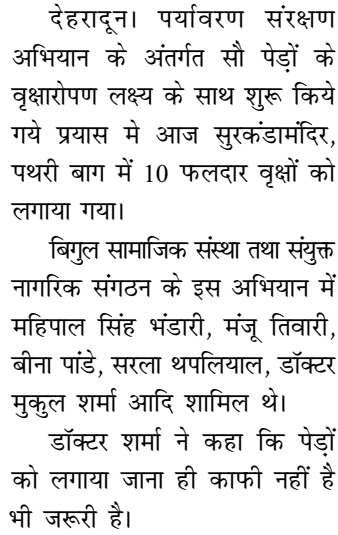 देहरादून। पर्यावरण संरक्षण
अभियान के अंतर्गत सौ पेड़ों के
वृक्षारोपण लक्ष्य के साथ शुरू किये
गये प्रयास मे आज सुरकंडामंदिर,
पथरी बाग में 10 फलदार वृक्षों को
लगाया गया।
बिगुल सामाजिक संस्था तथा संयुक्त
नागरिक संगठन के इस अभियान में
महिपाल सिंह भंडारी, मंजू तिवारी,
बीना पांडे, सरला थपलियाल, डॉक्टर
मुकुल शर्मा आदि शामिल थे।
डॉक्टर शर्मा ने कहा कि पेड़ों
को लगाया जाना ही काफी नहीं है
भी जरूरी है।